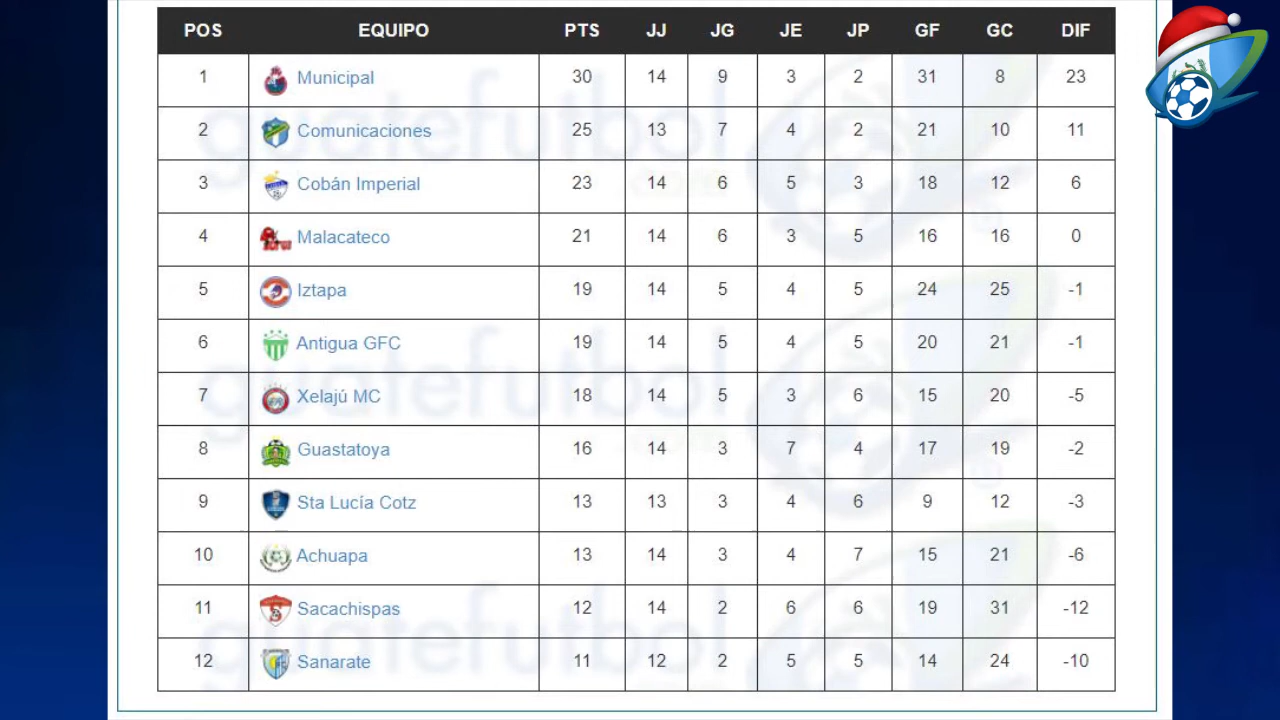 POS EQUIPO PTS JJ JG JE JP GF GC DIF
1 Municipal 30 14 9 3 2 31 8 23
2 Comunicaciones 25 13 7 4 2 21 10 11
3 Cobán Imperial 23 14 6 5 3 18 12 6
4 Malacateco 21 14 6 3 5 16 16 0
5 Iztapa 19 14 5 4 5 24 25 -1
6 Antigua GFC 19 14 5 4 5 20 21 -1
7 Xelajú MC 18 14 5 3 6 15 20 -5
8 Guastatoya 16 14 3 7 4 17 19 -2
9 Sta Lucía Cotz 13 13 3 4 6 9 12 -3
10 Achuapa 13 14 3 4 7 15 21 -6
11 Sacachispas 12 14 2 6 6 19 31 -12
12 Sanarate 11 12 2 5 5 14 24 -10
guatefutbol
guatefutbol
guatefutbol